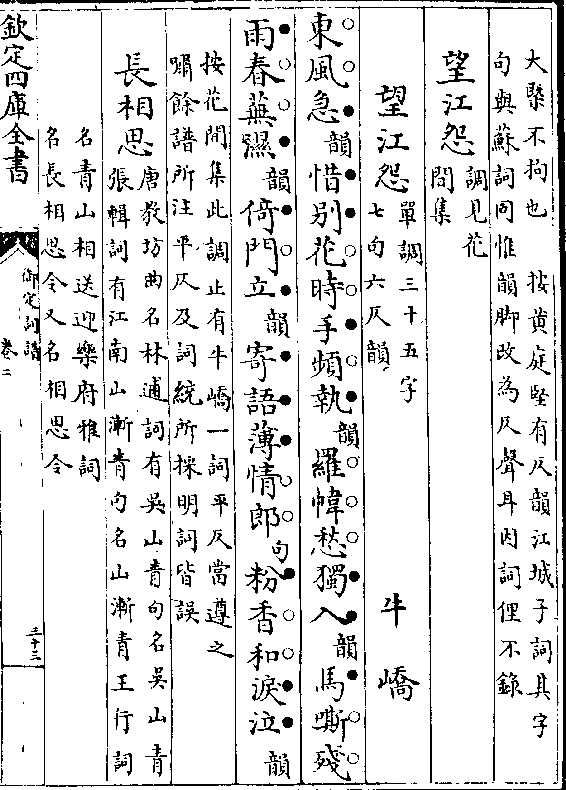 大槩不拘也　按黄庭堅有仄韻江城子詞其字
句與蘇詞同惟韻脚改為仄聲耳因詞俚不錄
望江怨
調見花
間集
望江怨
單調三十五字
七句六仄韻
牛嶠
東風急韻惜别花時手頻執韻羅幃愁獨入韻馬嘶殘
雨春蕪濕韻倚門立韻寄語薄情郎句粉香和淚泣韻
按花間集此調止有牛嶠一詞平仄當遵之
嘯餘譜所注平仄及詞統所採明詞皆誤
長相思
唐教坊曲名林逋詞有吳山青句名吳山青
張輯詞有江南山漸青句名山漸青王行詞
名青山相送迎樂府雅詞
名長相思令又名相思令
欽定四庫全書
御定詞譜
卷二
三十三